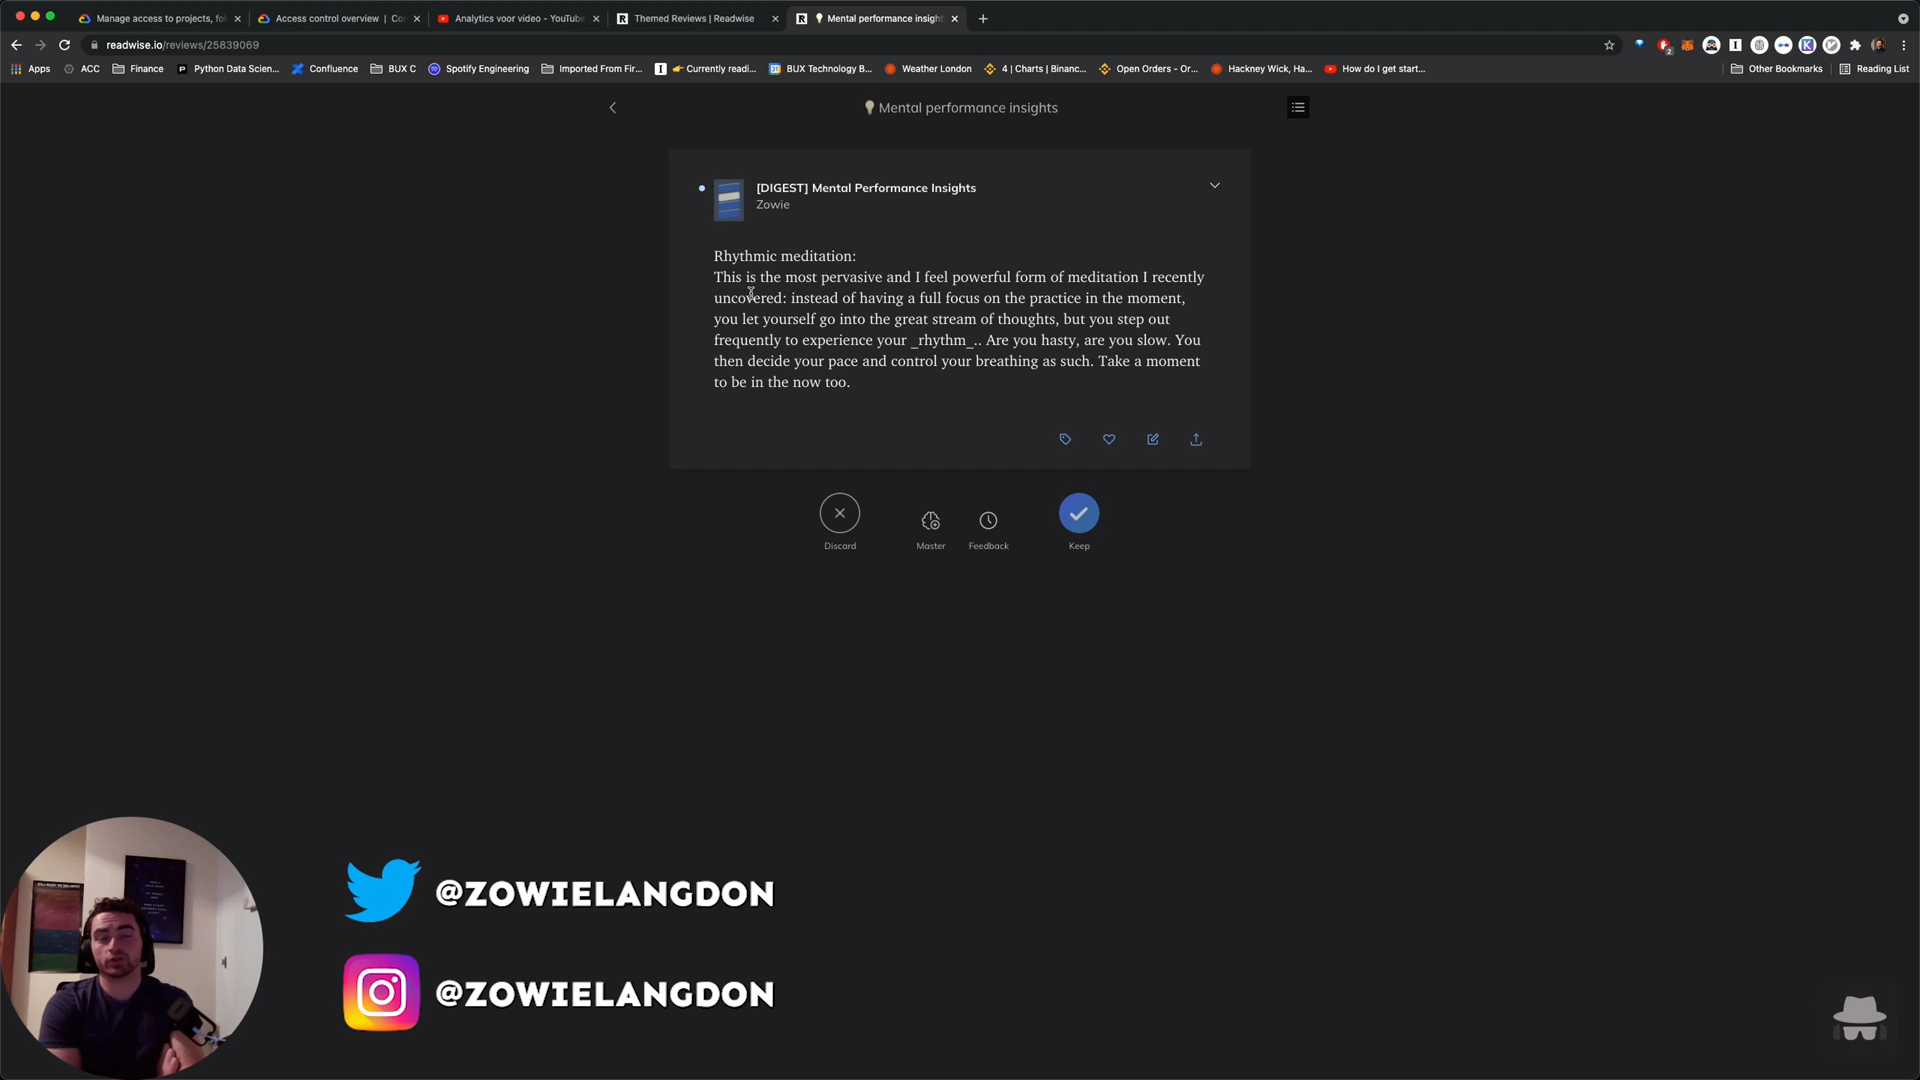 Manage access to projects, fol
Access control overview | Co
Analytics voor video - YouTube
Themed Reviews | Readwise
💡 Mental performance insight
readwise.io/reviews/25839069
2
Apps
ACC
Finance
Python Data Scien...
Confluence
BUX C
Spotify Engineering
Imported From Fir...
👉 Currently readi...
BUX Technology B...
Weather London
4 | Charts | Binanc...
Open Orders - Or...
Hackney Wick, Ha...
How do I get start...
Other Bookmarks
Reading List
💡 Mental performance insights
[DIGEST] Mental Performance Insights
Zowie
Rhythmic meditation:
This is the most pervasive and I feel powerful form of meditation I recently
uncovered: instead of having a full focus on the practice in the moment,
you let yourself go into the great stream of thoughts, but you step out
frequently to experience your _rhythm_.. Are you hasty, are you slow. You
then decide your pace and control your breathing as such. Take a moment
to be in the now too.
Discard
Master
Feedback
Keep
@ZOWIELANGDON
@ZOWIELANGDON